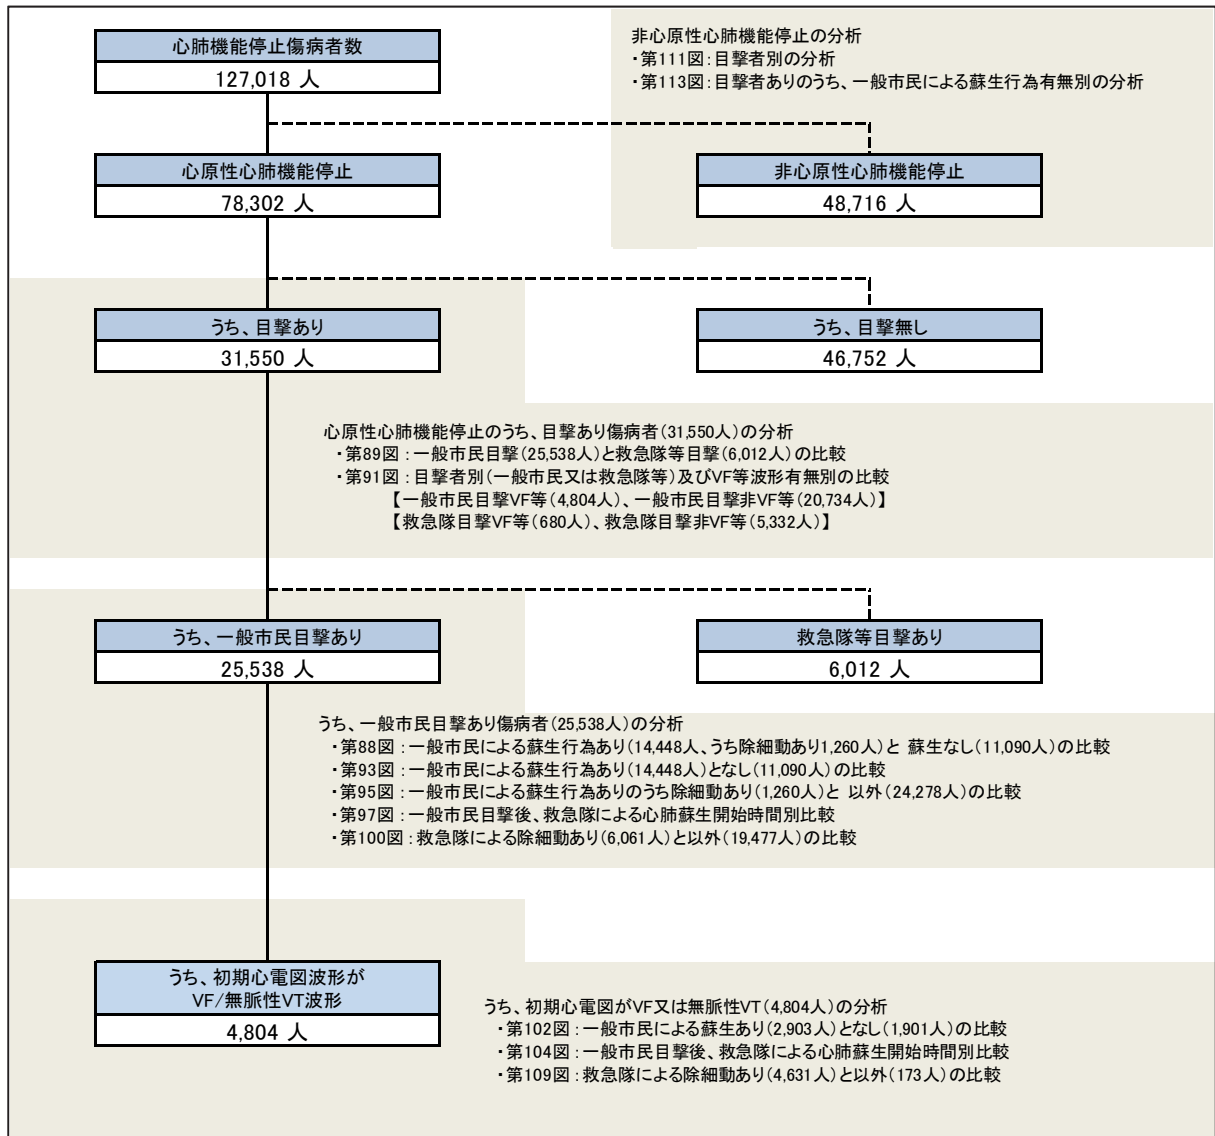 心肺機能停止傷病者数
127,018 人
非心原性心肺機能停止の分析
・第111図：目撃者別の分析
・第113図：目撃者ありのうち、一般市民による蘇生行為有無別の分析
心原性心肺機能停止
78,302 人
非心原性心肺機能停止
48,716 人
うち、目撃あり
31,550 人
うち、目撃無し
46,752 人
心原性心肺機能停止のうち、目撃あり傷病者（31,550人）の分析
・第89図：一般市民目撃（25,538人）と救急隊等目撃（6,012人）の比較
・第91図：目撃者別（一般市民又は救急隊等）及びVF等波形有無別の比較
【一般市民目撃VF等（4,804人）、一般市民目撃非VF等（20,734人）】
【救急隊目撃VF等（680人）、救急隊目撃非VF等（5,332人）】
うち、一般市民目撃あり
25,538 人
救急隊等目撃あり
6,012 人
うち、一般市民目撃あり傷病者（25,538人）の分析
・第88図：一般市民による蘇生行為あり（14,448人、うち除細動あり1,260人）と 蘇生なし（11,090人）の比較
・第93図：一般市民による蘇生行為あり（14,448人）となし（11,090人）の比較
・第95図：一般市民による蘇生行為ありのうち除細動あり（1,260人）と 以外（24,278人）の比較
・第97図：一般市民目撃後、救急隊による心肺蘇生開始時間別比較
・第100図：救急隊による除細動あり（6,061人）と以外（19,477人）の比較
うち、初期心電図波形が
VF/無脈性VT波形
4,804 人
うち、初期心電図がVF又は無脈性VT（4,804人）の分析
・第102図：一般市民による蘇生あり（2,903人）となし（1,901人）の比較
・第104図：一般市民目撃後、救急隊による心肺蘇生開始時間別比較
・第109図：救急隊による除細動あり（4,631人）と以外（173人）の比較